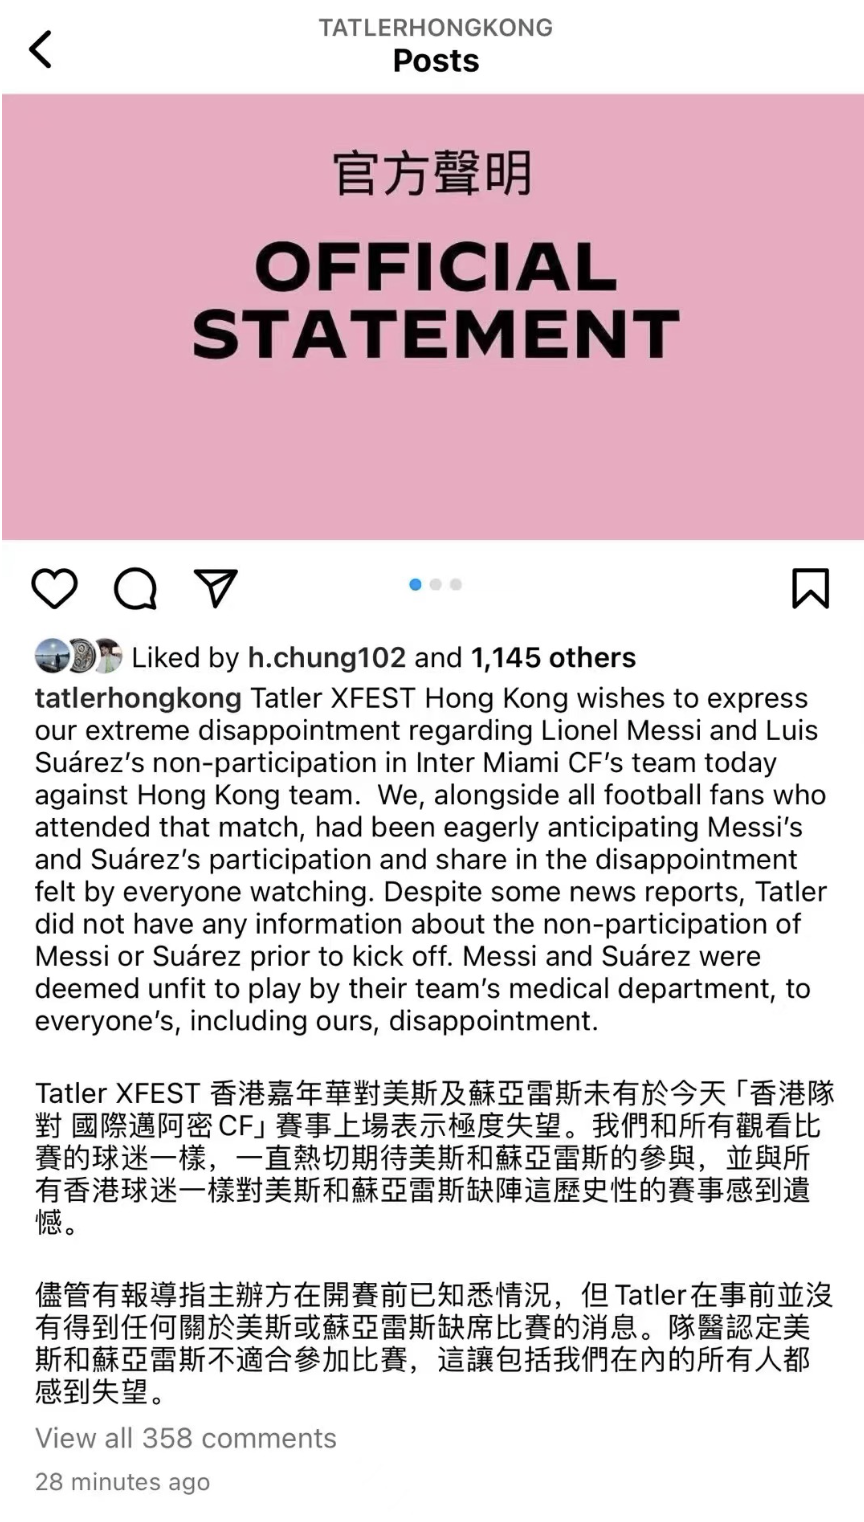 TATLERHONGKONG
Posts
官方聲明
OFFICIAL
STATEMENT
Liked by h.chung102 and 1,145 others
tatlerhongkong Tatler XFEST Hong Kong wishes to express
our extreme disappointment regarding Lionel Messi and Luis
Suárez’s non-participation in Inter Miami CF’s team today
against Hong Kong team.  We, alongside all football fans who
attended that match, had been eagerly anticipating Messi’s
and Suárez’s participation and share in the disappointment
felt by everyone watching. Despite some news reports, Tatler
did not have any information about the non-participation of
Messi or Suárez prior to kick off. Messi and Suárez were
deemed unfit to play by their team’s medical department, to
everyone’s, including ours, disappointment.
Tatler XFEST 香港嘉年華對美斯及蘇亞雷斯未有於今天「香港隊
對 國際邁阿密CF」賽事上場表示極度失望。我們和所有觀看比
賽的球迷一樣，一直熱切期待美斯和蘇亞雷斯的參與，並與所
有香港球迷一樣對美斯和蘇亞雷斯缺陣這歷史性的賽事感到遺
憾。
儘管有報導指主辦方在開賽前已知悉情況，但Tatler在事前並沒
有得到任何關於美斯或蘇亞雷斯缺席比賽的消息。隊醫認定美
斯和蘇亞雷斯不適合參加比賽，這讓包括我們在內的所有人都
感到失望。
View all 358 comments
28 minutes ago